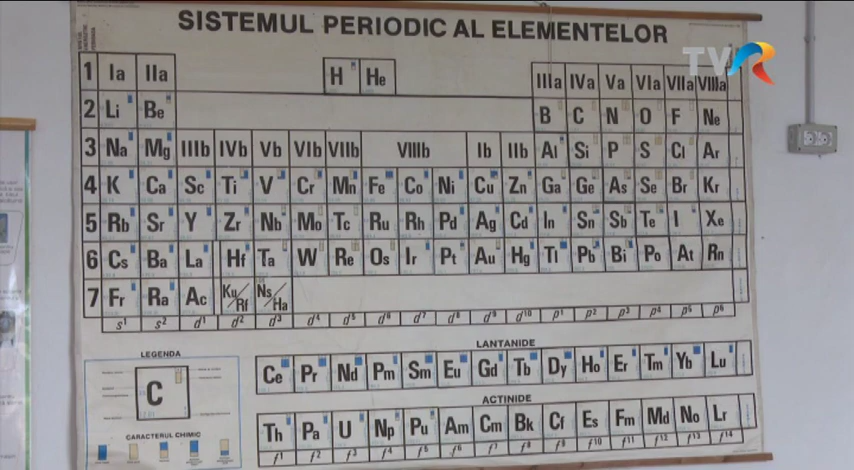 SISTEMUL PERIODIC AL ELEMENTELOR
TVR
1 Ia IIa H He IIIa IVa Va VIa VIIa VIIIa
2 Li Be B C N O F Ne
3 Na Mg IIIb IVb Vb VIb VIIb VIIIb Ib IIb Al Si P S Cl Ar
4 K Ca Sc Ti V Cr Mn Fe Co Ni Cu Zn Ga Ge As Se Br Kr
5 Rb Sr Y Zr Nb Mo Tc Ru Rh Pd Ag Cd In Sn Sb Te I Xe
6 Cs Ba La Hf Ta W Re Os Ir Pt Au Hg Tl Pb Bi Po At Rn
7 Fr Ra Ac Ku/Rf Ns/Ha
s1 s2 d1 d2 d3 d4 d5 d6 d7 d8 d9 d10 p1 p2 p3 p4 p5 p6
LEGENDA
C
CARACTERUL CHIMIC
LANTANIDE
Ce Pr Nd Pm Sm Eu Gd Tb Dy Ho Er Tm Yb Lu
ACTINIDE
Th Pa U Np Pu Am Cm Bk Cf Es Fm Md No Lr
f1 f2 f3 f4 f5 f6 f7 f8 f9 f10 f11 f12 f13 f14